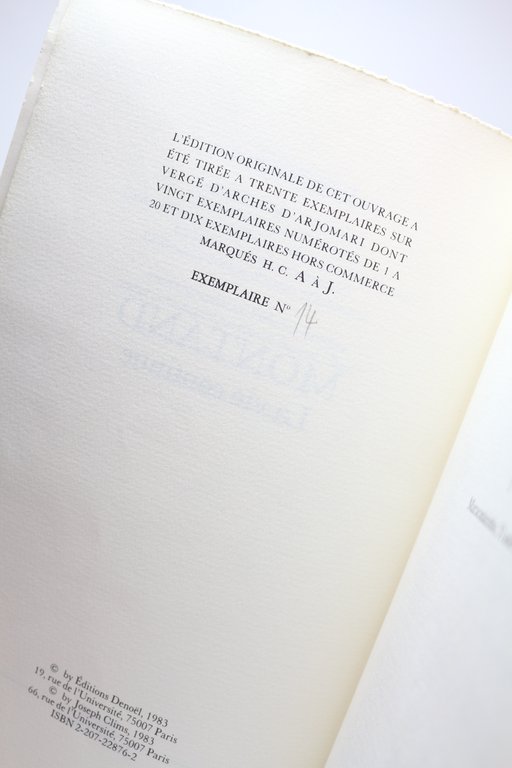 L'ÉDITION ORIGINALE DE CET OUVRAGE A
ÉTÉ TIRÉE A TRENTE EXEMPLAIRES SUR
VERGÉ D'ARCHES D'ARJOMARI DONT
VINGT EXEMPLAIRES NUMÉROTÉS DE 1 A
20 ET DIX EXEMPLAIRES HORS COMMERCE
MARQUÉS H. C. A À J.
EXEMPLAIRE N° 14
© by Éditions Denoël, 1983
19, rue de l'Université, 75007 Paris
© by Joseph Clims, 1983
66, rue de l'Université, 75007 Paris
ISBN 2-207-22876-2